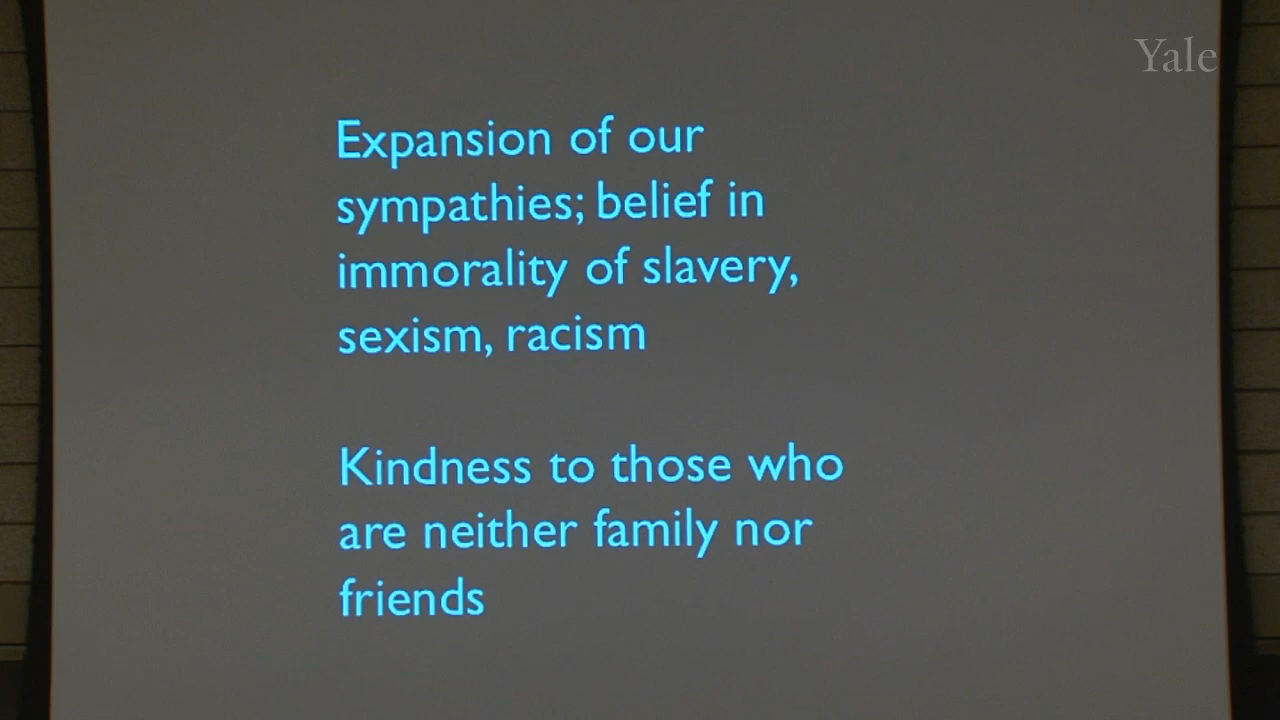 Yale
Expansion of our
sympathies; belief in
immorality of slavery,
sexism, racism
Kindness to those who
are neither family nor
friends